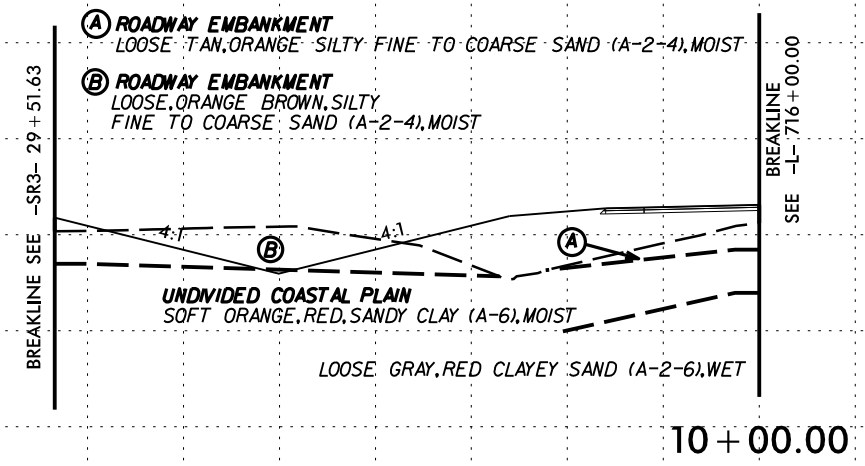 A ROADWAY EMBANKMENT
LOOSE TAN,ORANGE SILTY FINE TO COARSE SAND (A-2-4),MOIST
B ROADWAY EMBANKMENT
LOOSE,ORANGE BROWN,SILTY
FINE TO COARSE SAND (A-2-4),MOIST
BREAKLINE SEE -SR3- 29+51.63
BREAKLINE
SEE -L- 716+00.00
4:1
4:1
B
A
UNDIVIDED COASTAL PLAIN
SOFT ORANGE,RED,SANDY CLAY (A-6),MOIST
LOOSE GRAY,RED CLAYEY SAND (A-2-6),WET
10+00.00